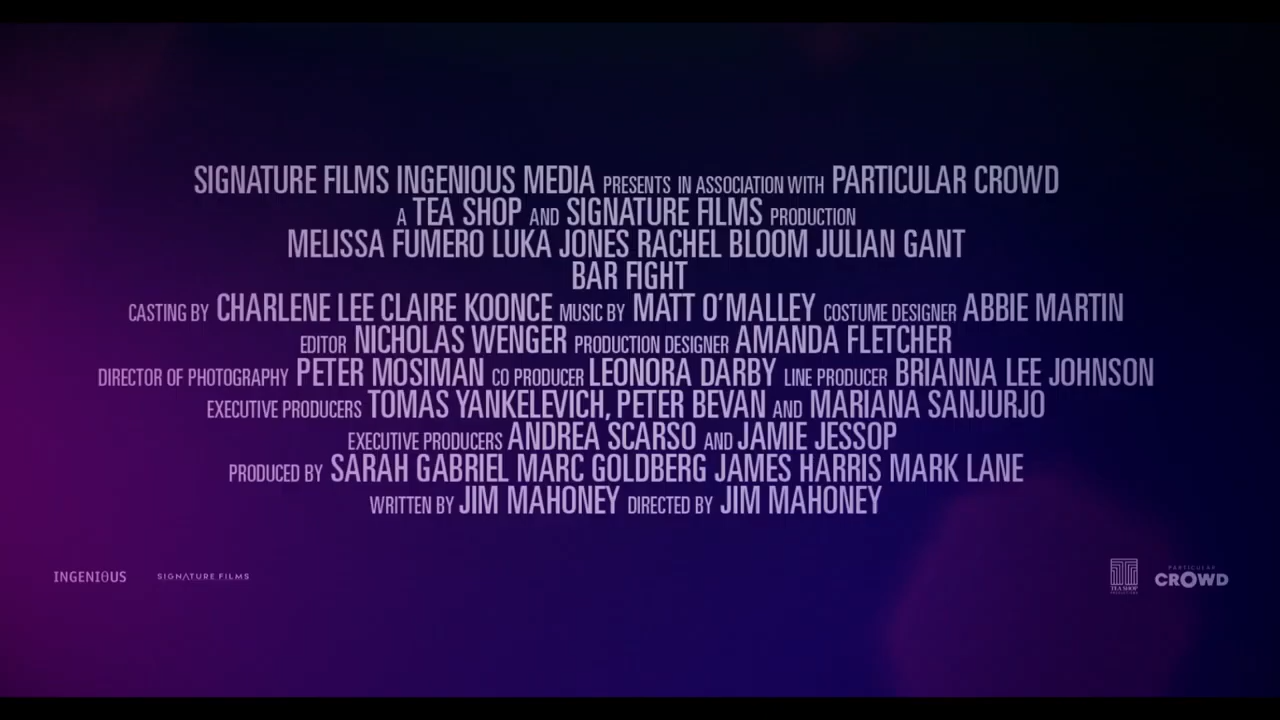 SIGNATURE FILMS INGENIOUS MEDIA PRESENTS IN ASSOCIATION WITH PARTICULAR CROWD
A TEA SHOP AND SIGNATURE FILMS PRODUCTION
MELISSA FUMERO LUKA JONES RACHEL BLOOM JULIAN GANT
BAR FIGHT
CASTING BY CHARLENE LEE CLAIRE KOONCE MUSIC BY MATT O'MALLEY COSTUME DESIGNER ABBIE MARTIN
EDITOR NICHOLAS WENGER PRODUCTION DESIGNER AMANDA FLETCHER
DIRECTOR OF PHOTOGRAPHY PETER MOSIMAN CO PRODUCER LEONORA DARBY LINE PRODUCER BRIANNA LEE JOHNSON
EXECUTIVE PRODUCERS TOMAS YANKELEVICH, PETER BEVAN AND MARIANA SANJURJO
EXECUTIVE PRODUCERS ANDREA SCARSO AND JAMIE JESSOP
PRODUCED BY SARAH GABRIEL MARC GOLDBERG JAMES HARRIS MARK LANE
WRITTEN BY JIM MAHONEY DIRECTED BY JIM MAHONEY
INGENIOUS
SIGNATURE FILMS
TEA SHOP
PRODUCTIONS
PARTICULAR
CROWD